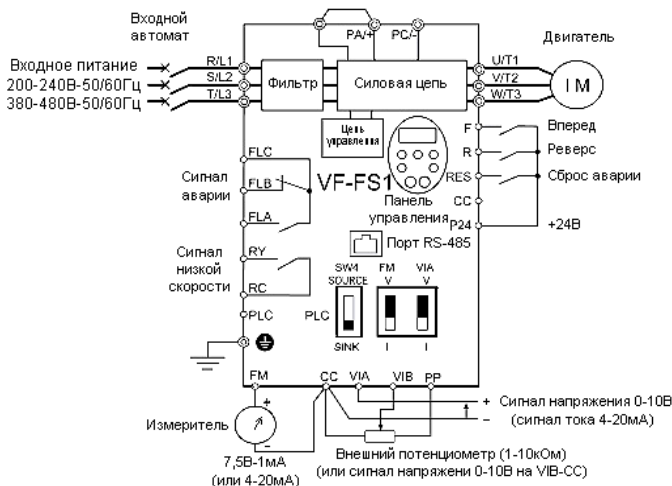 Входной
автомат
PA/+ PC/-
Двигатель
Входное питание
200-240В-50/60Гц
380-480В-50/60Гц
R/L1
S/L2
T/L3
Фильтр
Силовая цепь
U/T1
V/T2
W/T3
I M
Цепь
управления
F
Вперед
R
Реверс
RES
Сброс аварии
CC
P24
+24В
FLC
FLB
FLA
Сигнал
аварии
VF-FS1
Панель
управления
Порт RS-485
RY
RC
Сигнал
низкой
скорости
PLC
PLC
SW4
SOURCE
SINK
FM
V
I
VIA
V
I
FM CC VIA VIB PP
+
−
Измеритель
7,5В-1мА
(или 4-20мА)
+ Сигнал напряжения 0-10В
− (сигнал тока 4-20мА)
Внешний потенциометр (1-10кОм)
(или сигнал напряжени 0-10В на VIB-CC)